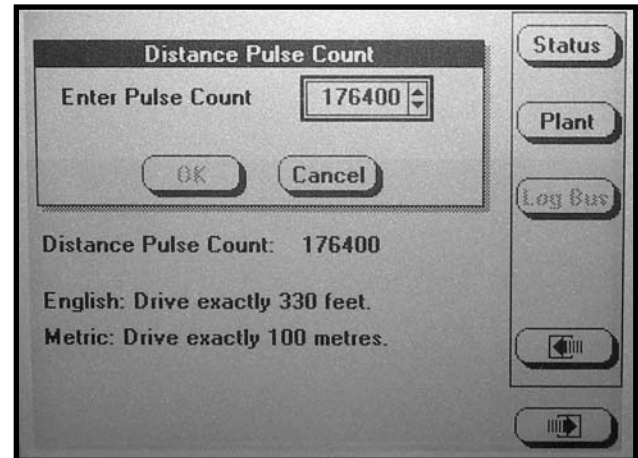 Distance Pulse Count
Enter Pulse Count 176400
OK Cancel
Distance Pulse Count: 176400
English: Drive exactly 330 feet.
Metric: Drive exactly 100 metres.
Status
Plant
Log Bus